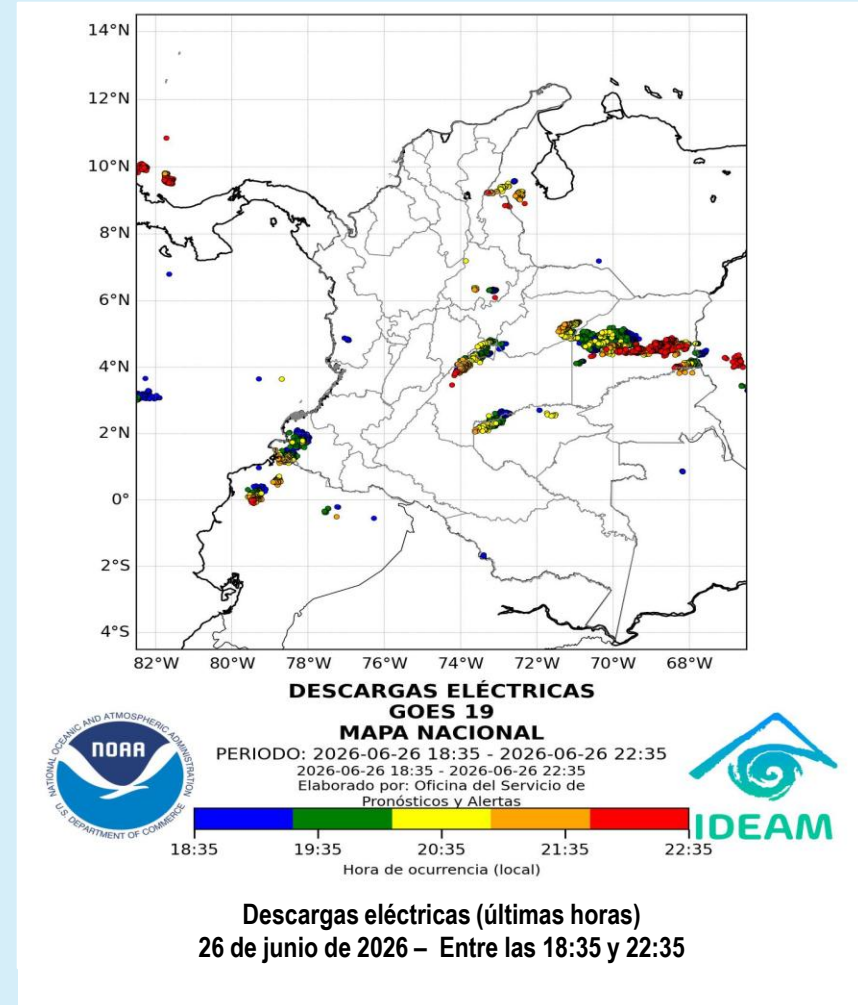 14°N
12°N
10°N
8°N
6°N
4°N
2°N
0°
2°S
4°S
82°W 80°W 78°W 76°W 74°W 72°W 70°W 68°W
DESCARGAS ELÉCTRICAS
GOES 19
MAPA NACIONAL
PERIODO: 2026-06-26 18:35 - 2026-06-26 22:35
2026-06-26 18:35 - 2026-06-26 22:35
Elaborado por: Oficina del Servicio de
Pronósticos y Alertas
NATIONAL OCEANIC AND ATMOSPHERIC ADMINISTRATION
NOAA
U.S. DEPARTMENT OF COMMERCE
IDEAM
18:35 19:35 20:35 21:35 22:35
Hora de ocurrencia (local)
Descargas eléctricas (últimas horas)
26 de junio de 2026 – Entre las 18:35 y 22:35